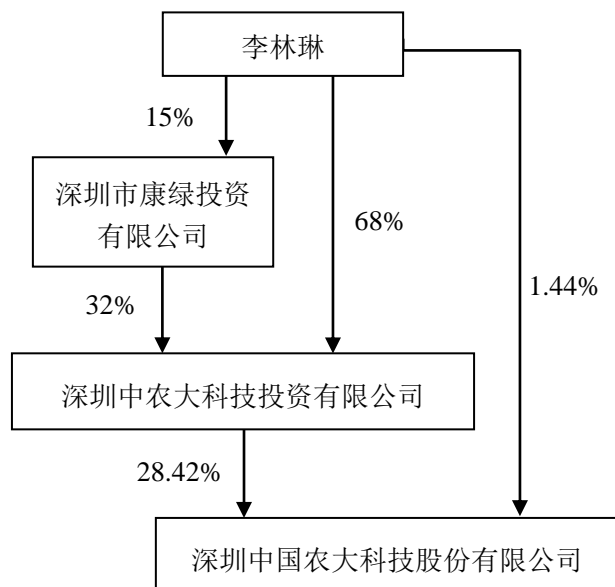 李林琳
15%
深圳市康绿投资
有限公司
68%
1.44%
32%
深圳中农大科技投资有限公司
28.42%
深圳中国农大科技股份有限公司